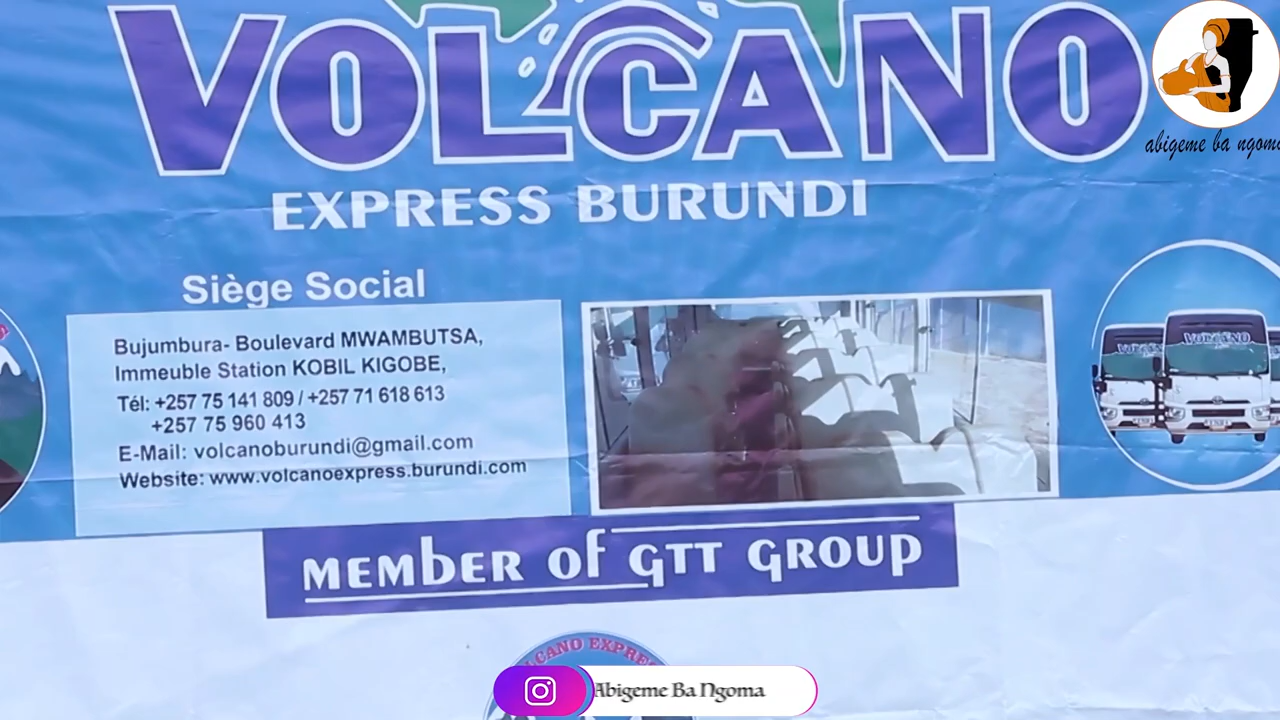 VOLCANO
abigeme ba ngoma
EXPRESS BURUNDI
Siège Social
Bujumbura- Boulevard MWAMBUTSA,
Immeuble Station KOBIL KIGOBE,
Tél: +257 75 141 809 / +257 71 618 613
+257 75 960 413
E-Mail: volcanoburundi@gmail.com
Website: www.volcanoexpress.burundi.com
VOLCANO
MEMbER Of GTT GROUP
Abigeme Ba Ngoma